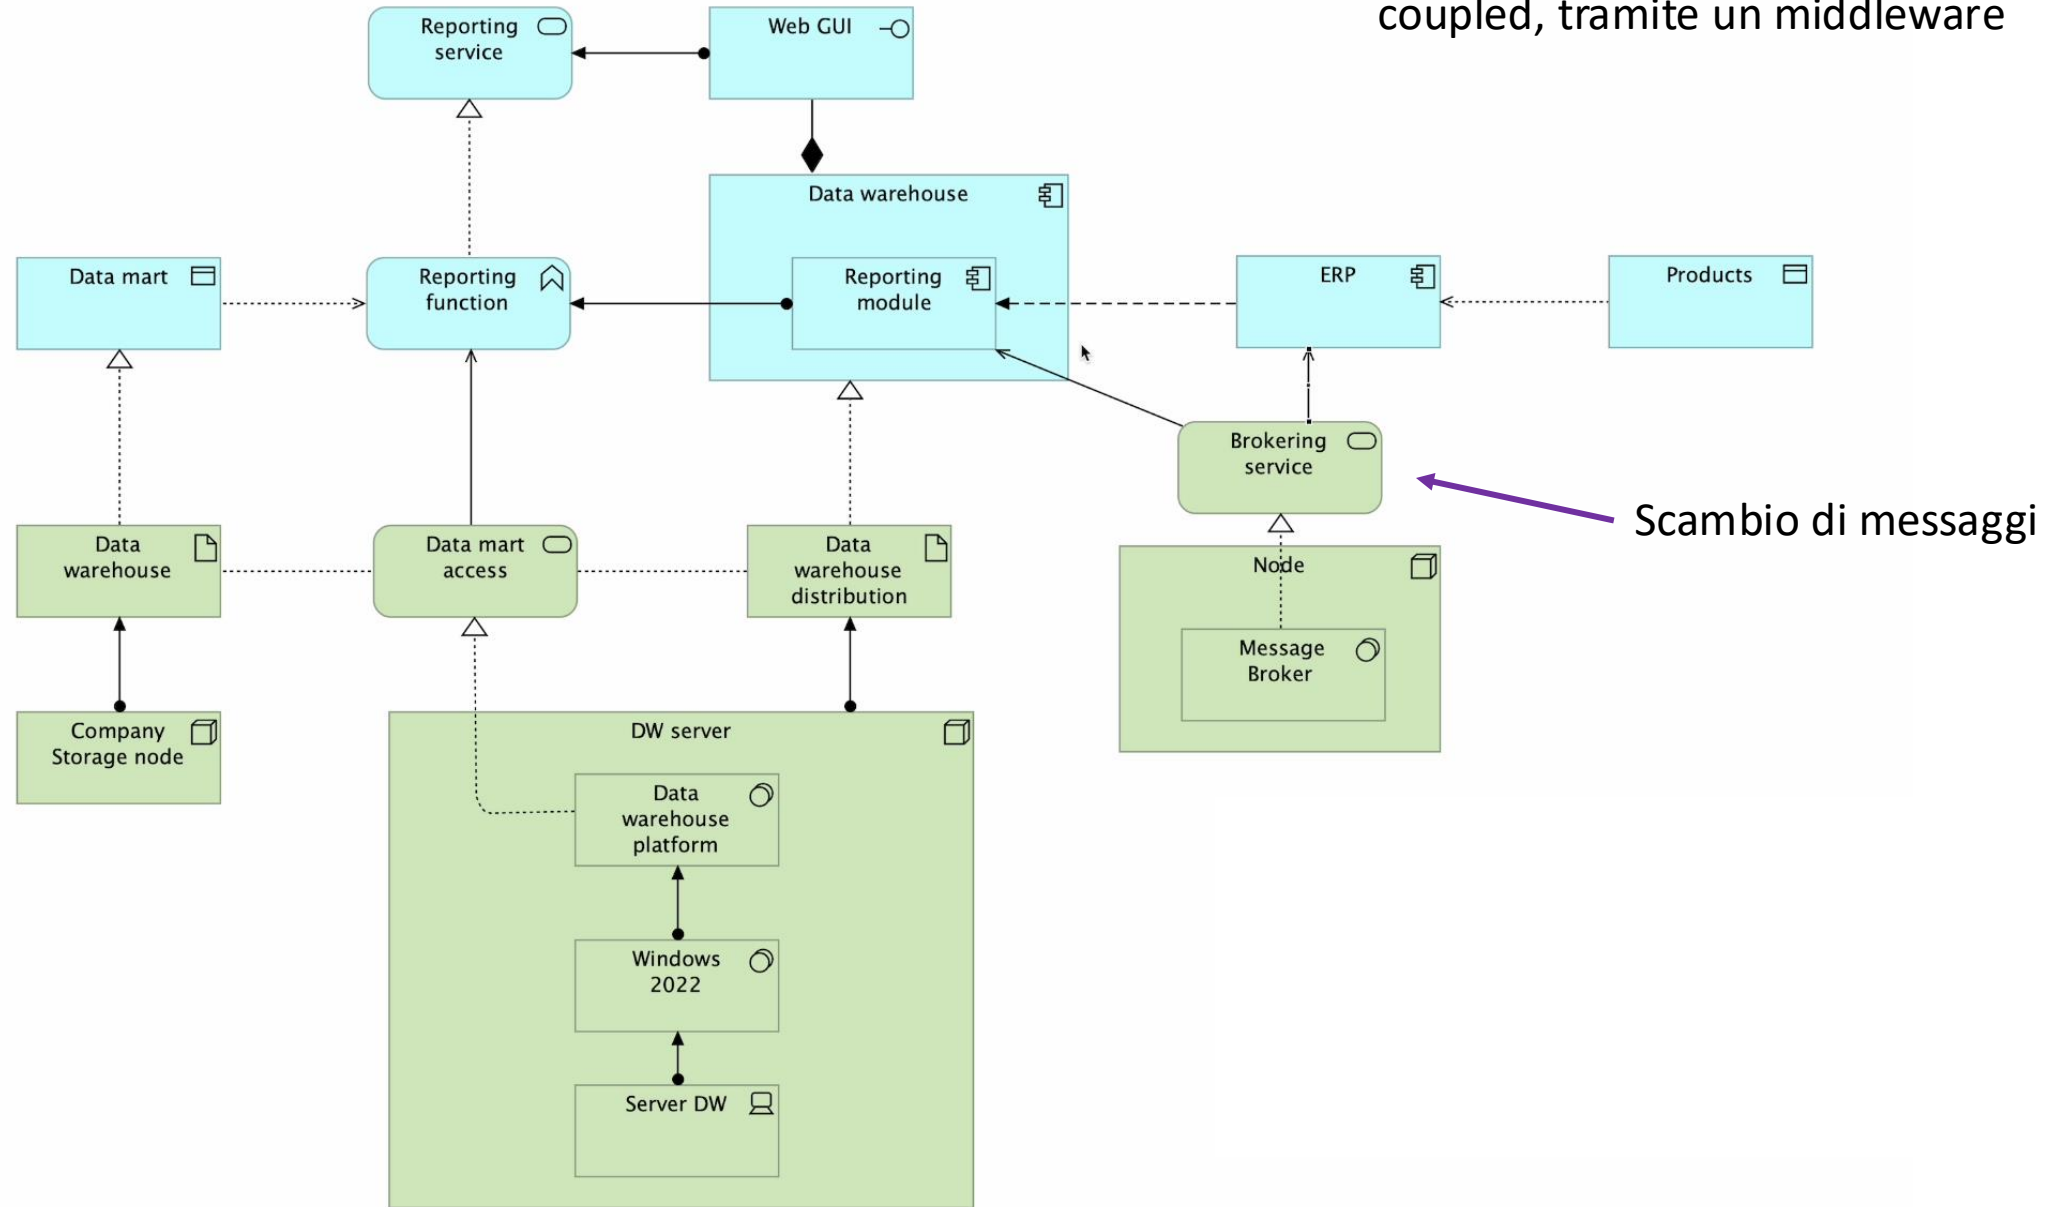 coupled, tramite un middleware
Reporting
service
Web GUI
Data warehouse
Data mart
Reporting
function
Reporting
module
ERP
Products
Brokering
service
Scambio di messaggi
Data
warehouse
Data mart
access
Data
warehouse
distribution
Node
Message
Broker
Company
Storage node
DW server
Data
warehouse
platform
Windows
2022
Server DW